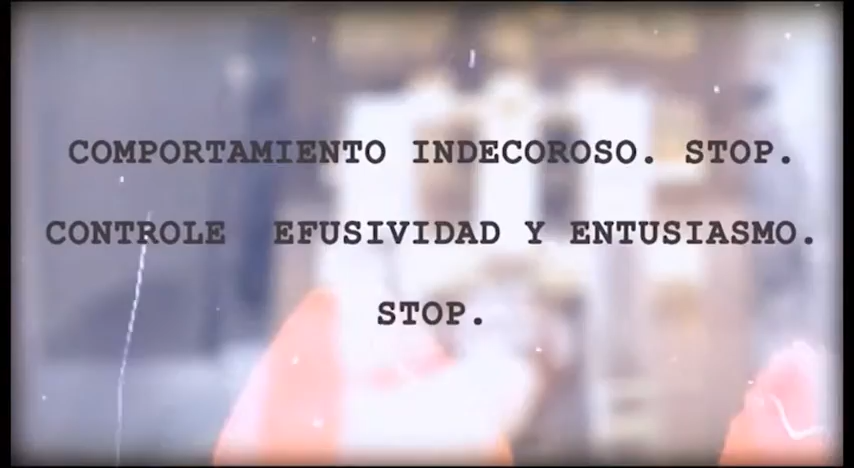 COMPORTAMIENTO INDECOROSO. STOP.
CONTROLE EFUSIVIDAD Y ENTUSIASMO.
STOP.